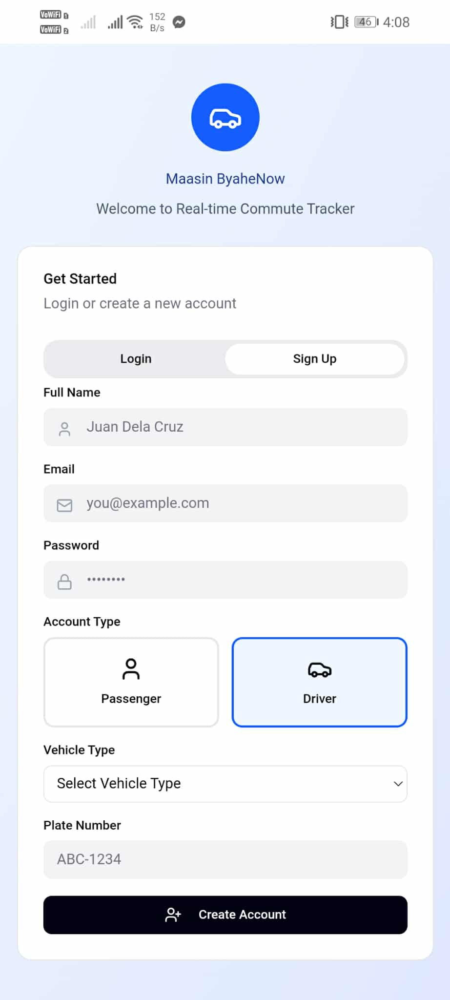 VoWiFi 1
VoWiFi 2
152
B/s
46
4:08
Maasin ByaheNow
Welcome to Real-time Commute Tracker
Get Started
Login or create a new account
Login
Sign Up
Full Name
Juan Dela Cruz
Email
you@example.com
Password
••••••••
Account Type
Passenger
Driver
Vehicle Type
Select Vehicle Type
Plate Number
ABC-1234
Create Account